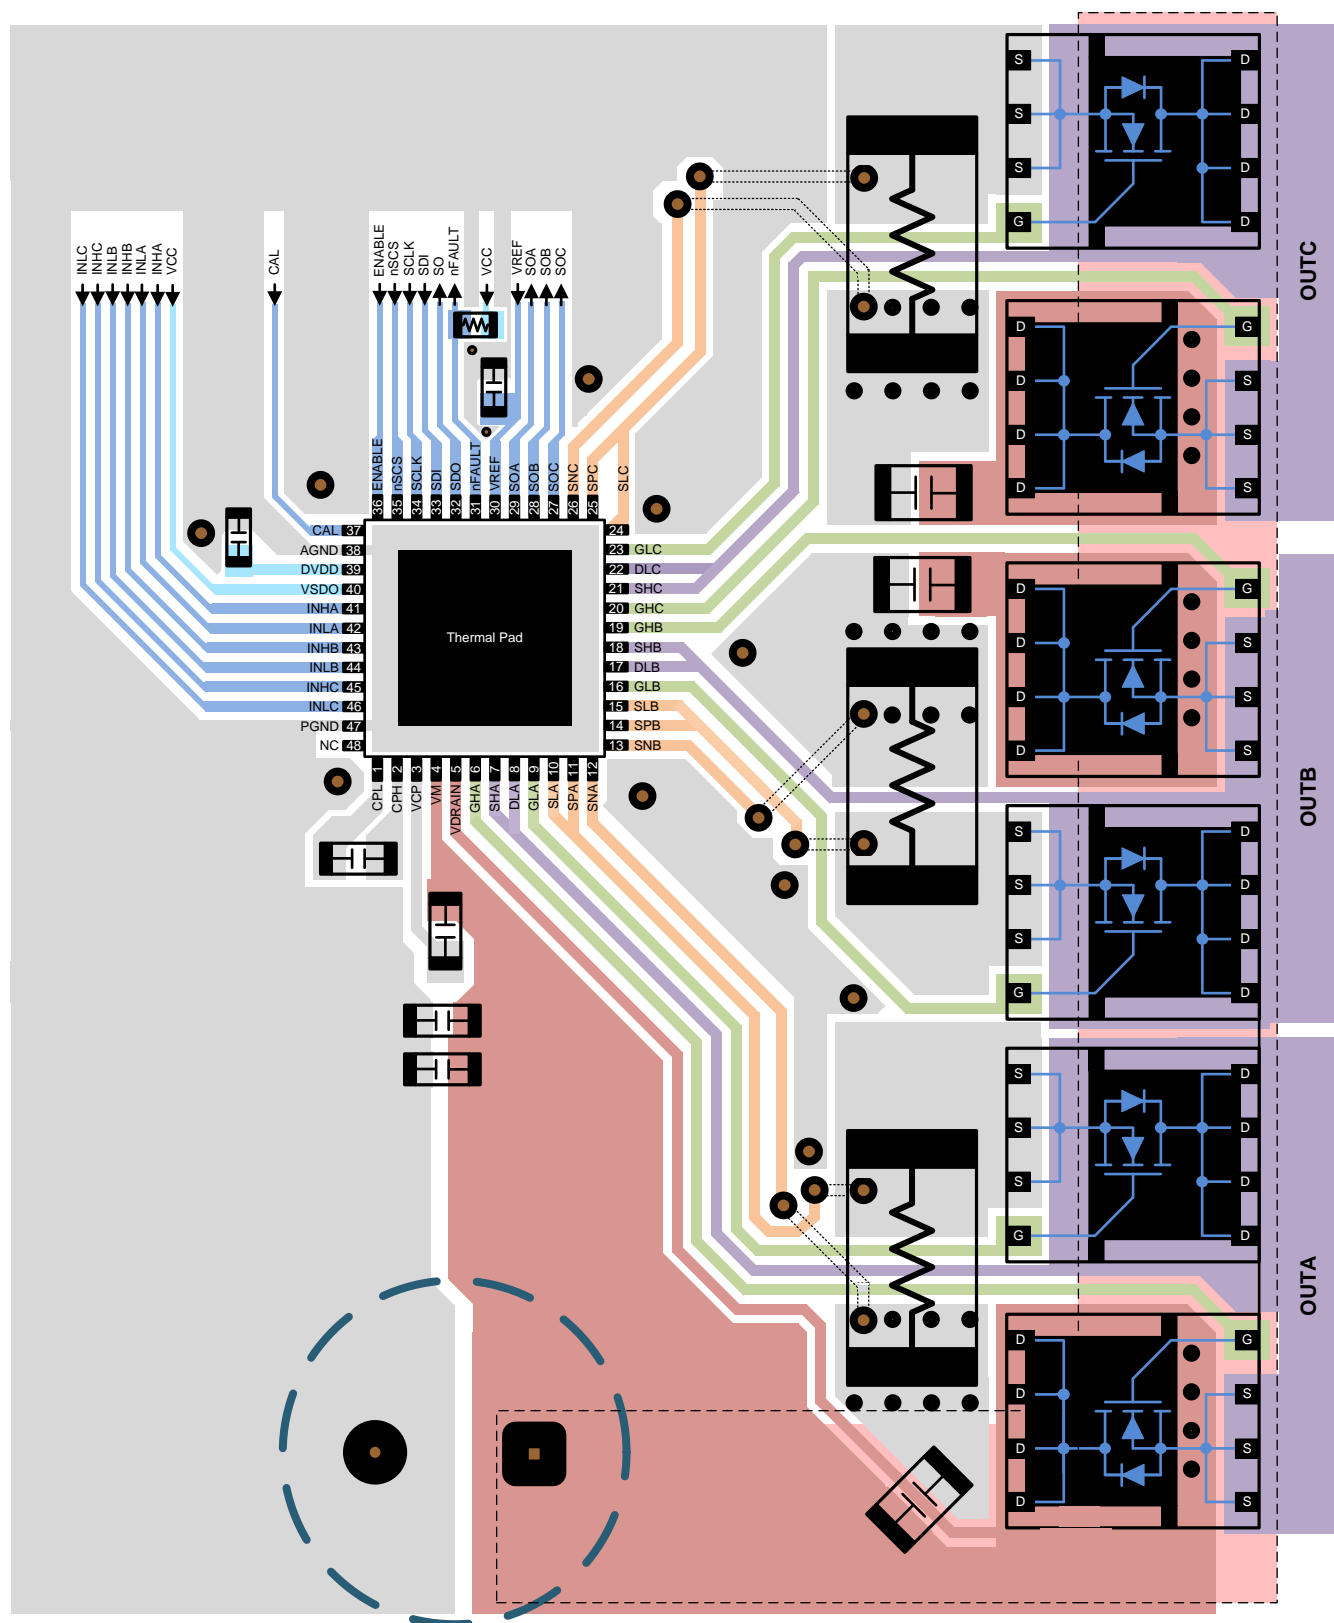 INLC
INHC
INLB
INHB
INLA
INHA
VCC
CAL
ENABLE
nSCS
SCLK
SDI
SO
nFAULT
VCC
VREF
SOA
SOB
SOC
ENABLE
nSCS
SCLK
SDI
SDO
nFAULT
VREF
SOA
SOB
SOC
SNC
SPC
SLC
36
35
34
33
32
31
30
29
28
27
26
25
CAL 37
AGND 38
DVDD 39
VSDO 40
INHA 41
INLA 42
INHB 43
INLB 44
INHC 45
INLC 46
PGND 47
NC 48
Thermal Pad
24
23 GLC
22 DLC
21 SHC
20 GHC
19 GHB
18 SHB
17 DLB
16 GLB
15 SLB
14 SPB
13 SNB
1
2
3
4
5
6
7
8
9
10
11
12
CPL
CPH
VCP
VM
VDRAIN
GHA
SHA
DLA
GLA
SLA
SPA
SNA
S
S
S
G
D
D
D
D
OUTC
D
D
D
D
G
S
S
S
D
D
D
D
G
S
S
S
OUTB
S
S
S
G
D
D
D
D
S
S
S
G
D
D
D
D
OUTA
D
D
D
D
G
S
S
S